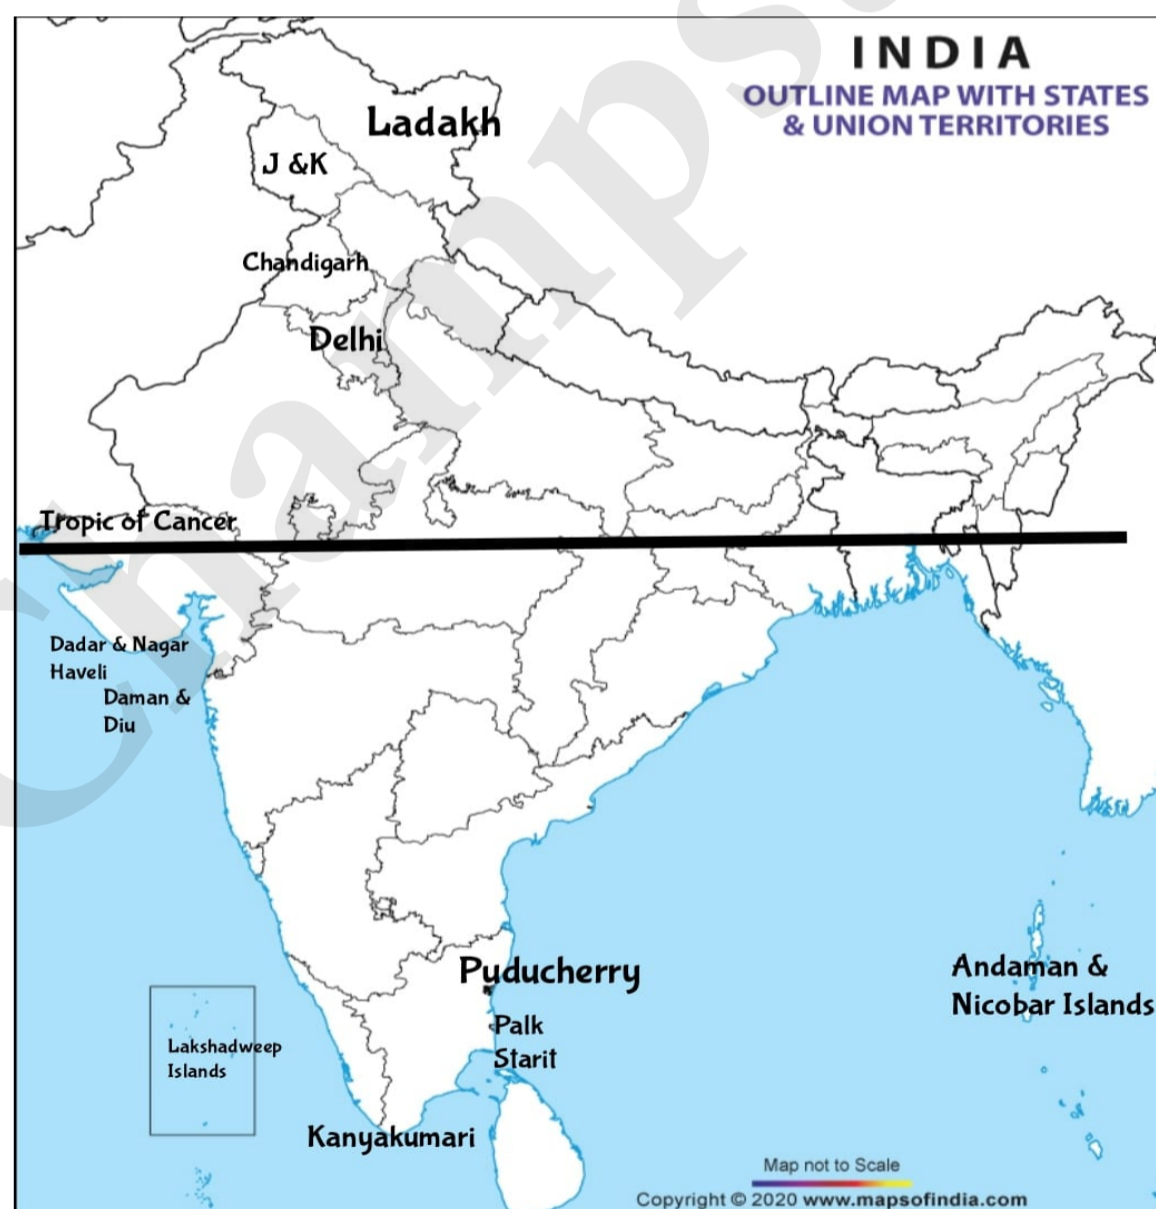 INDIA
OUTLINE MAP WITH STATES
& UNION TERRITORIES
Ladakh
J &K
Chandigarh
Delhi
Tropic of Cancer
Dadar & Nagar
Haveli
Daman &
Diu
Puducherry
Andaman &
Nicobar Islands
Palk
Starit
Lakshadweep
Islands
Kanyakumari
Map not to Scale
Copyright © 2020 www.mapsofindia.com
Champs